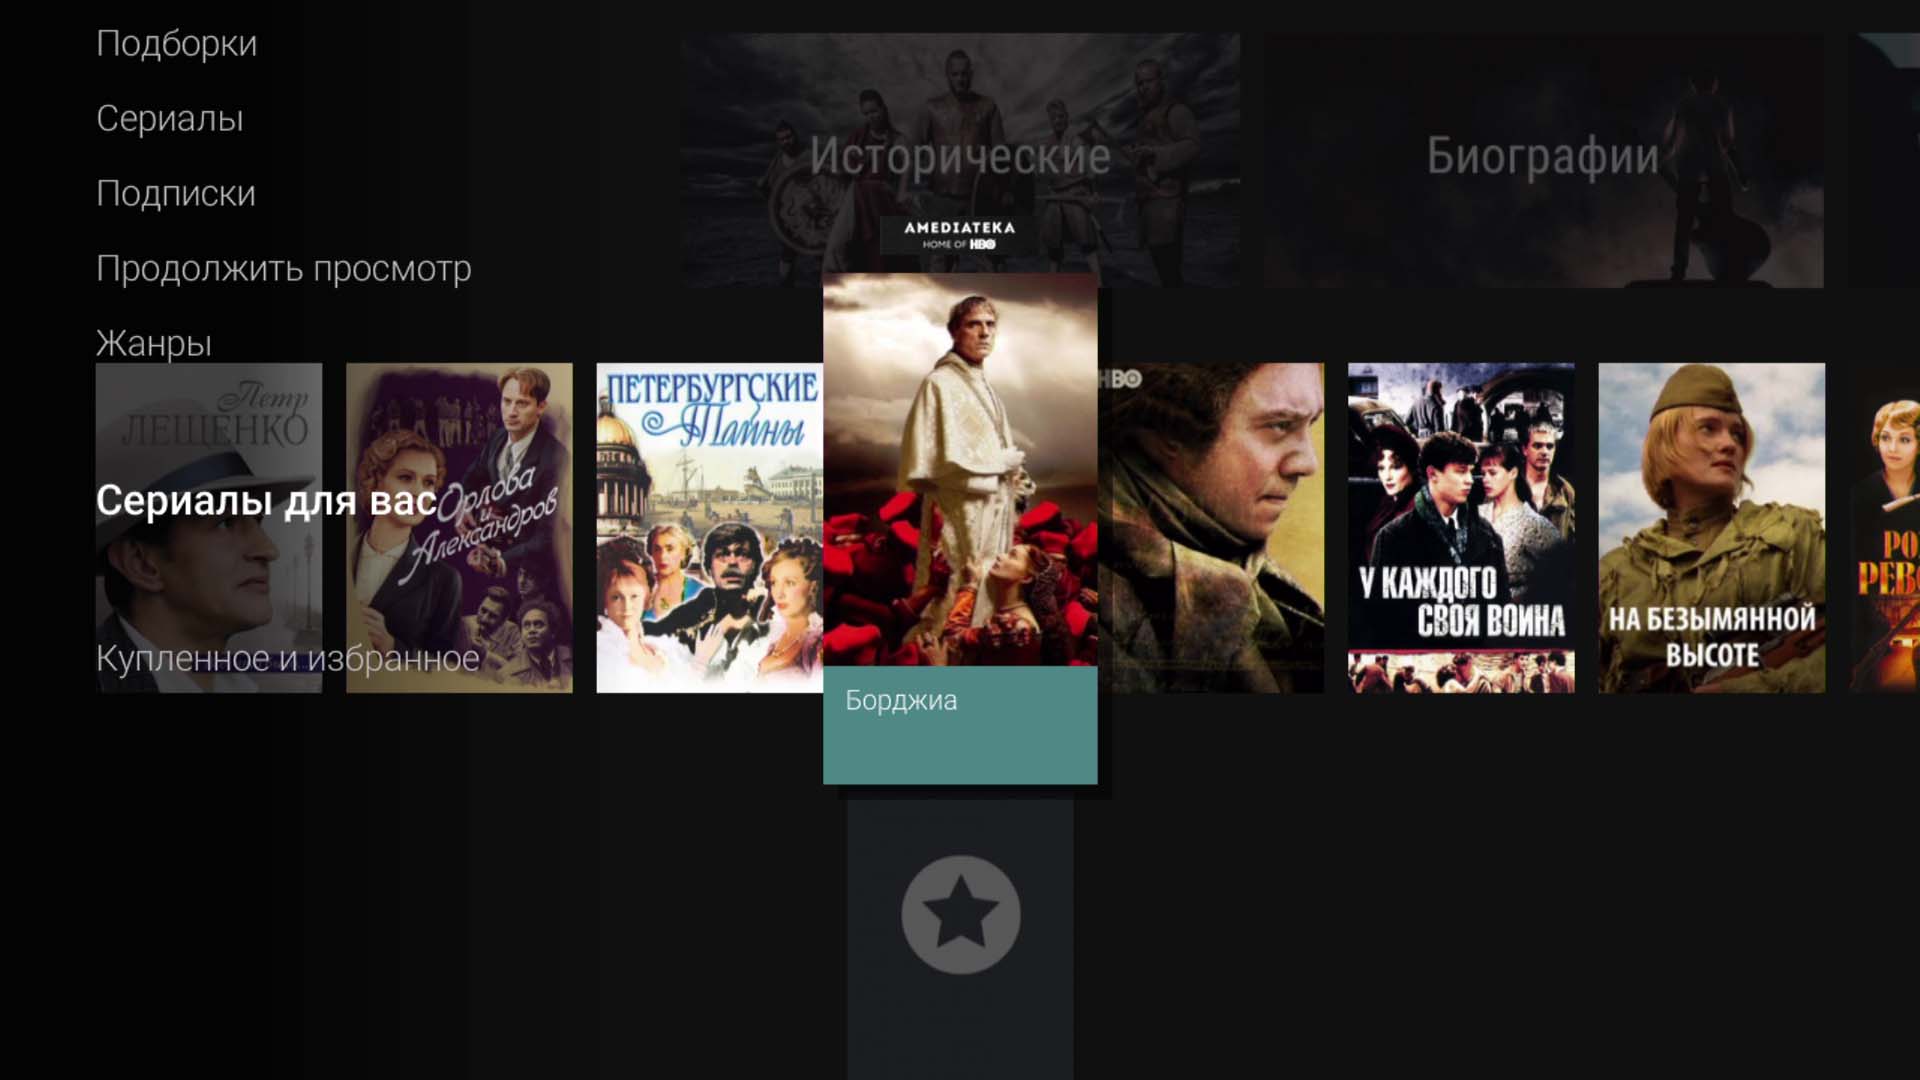 Подборки
Сериалы
Подписки
Продолжить просмотр
Жанры
Исторические
Биографии
AMEDIATEKA
HOME OF HBO
Петр
ЛЕЩЕНКО
Сериалы для вас
Орлова
и
Александров
ПЕТЕРБУРГСКИЕ
Тайны
HBO
У КАЖДОГО
СВОЯ ВОЙНА
НА БЕЗЫМЯННОЙ
ВЫСОТЕ
Купленное и избранное
Борджиа